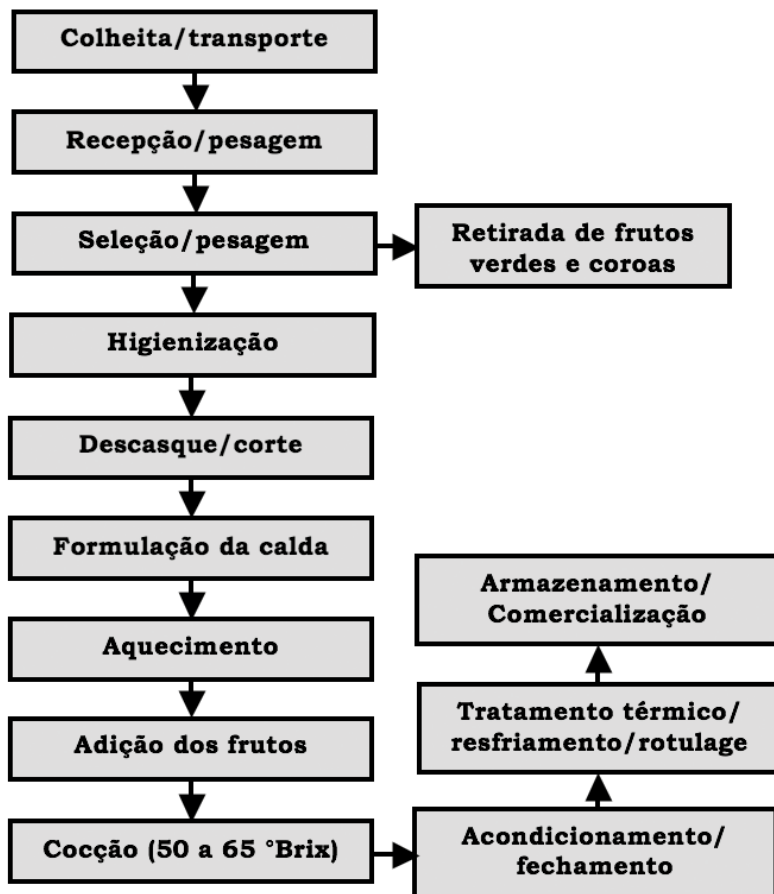 Colheita/transporte
Recepção/pesagem
Seleção/pesagem
Retirada de frutos
verdes e coroas
Higienização
Descasque/corte
Formulação da calda
Aquecimento
Adição dos frutos
Cocção (50 a 65 °Brix)
Acondicionamento/
fechamento
Tratamento térmico/
resfriamento/rotulage
Armazenamento/
Comercialização